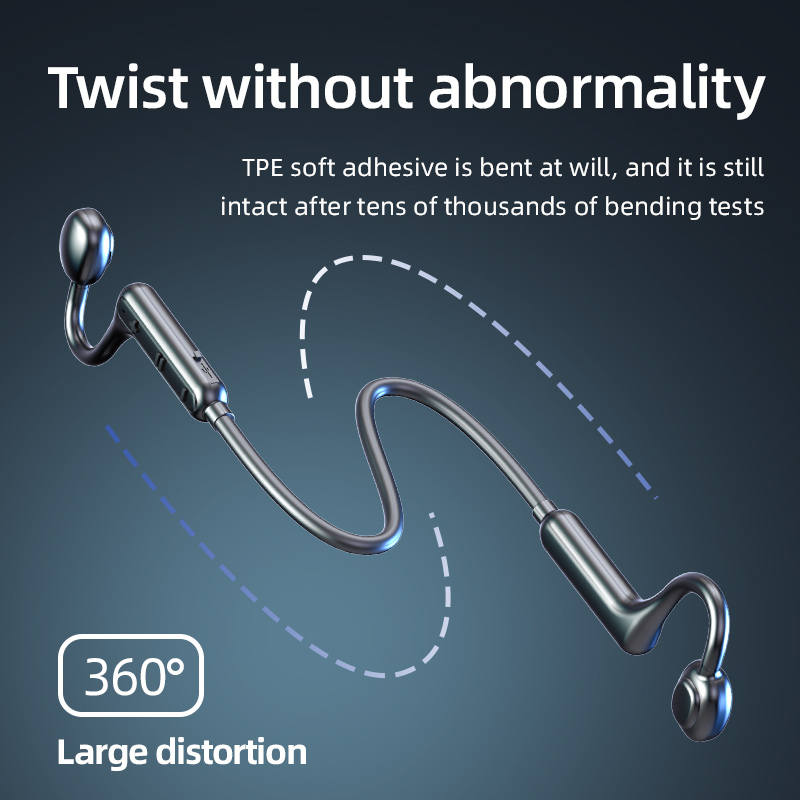 Twist without abnormality
TPE soft adhesive is bent at will, and it is still
intact after tens of thousands of bending tests
360°
Large distortion